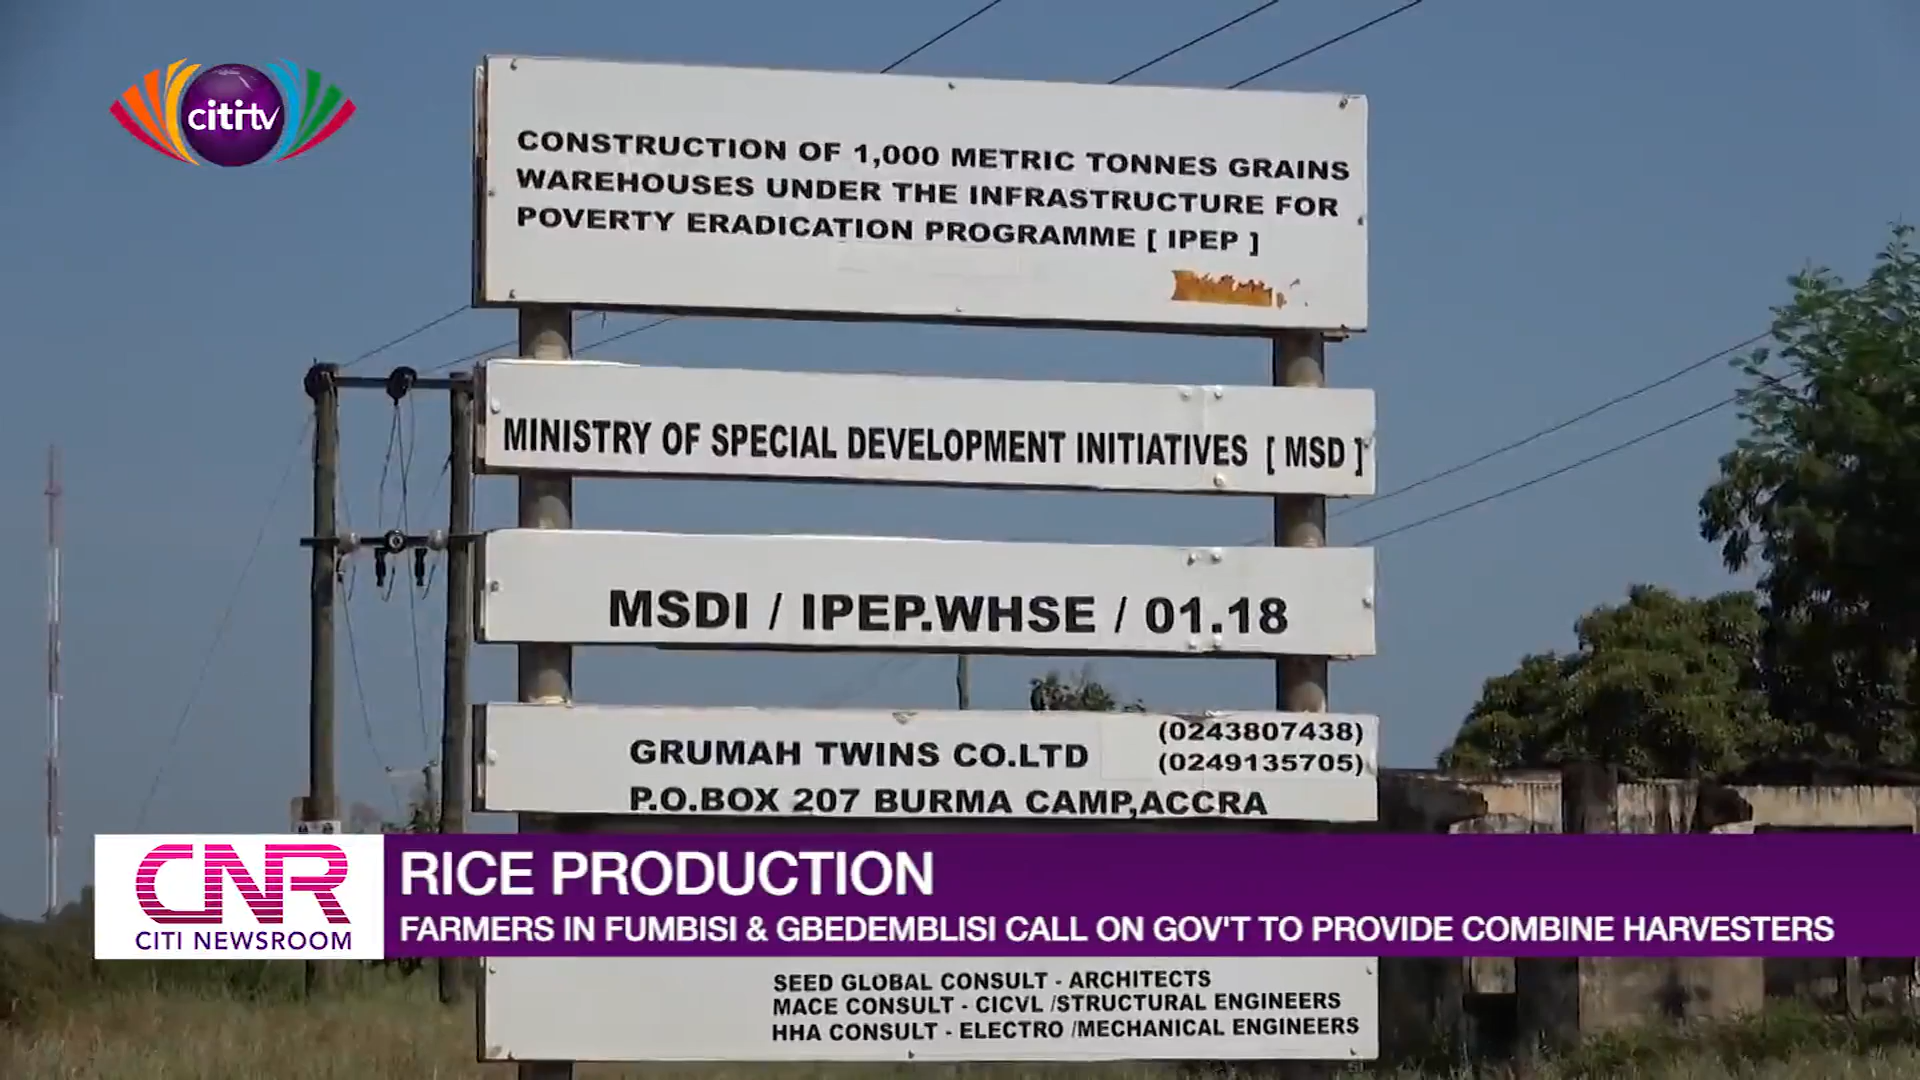 citi tv
CONSTRUCTION OF 1,000 METRIC TONNES GRAINS
WAREHOUSES UNDER THE INFRASTRUCTURE FOR
POVERTY ERADICATION PROGRAMME [ IPEP ]
MINISTRY OF SPECIAL DEVELOPMENT INITIATIVES [ MSD ]
MSDI / IPEP.WHSE / 01.18
GRUMAH TWINS CO.LTD
(0243807438)
(0249135705)
P.O.BOX 207 BURMA CAMP,ACCRA
CNR
CITI NEWSROOM
RICE PRODUCTION
FARMERS IN FUMBISI & GBEDEMBLISI CALL ON GOV'T TO PROVIDE COMBINE HARVESTERS
SEED GLOBAL CONSULT - ARCHITECTS
MACE CONSULT - CICVL /STRUCTURAL ENGINEERS
HHA CONSULT - ELECTRO /MECHANICAL ENGINEERS